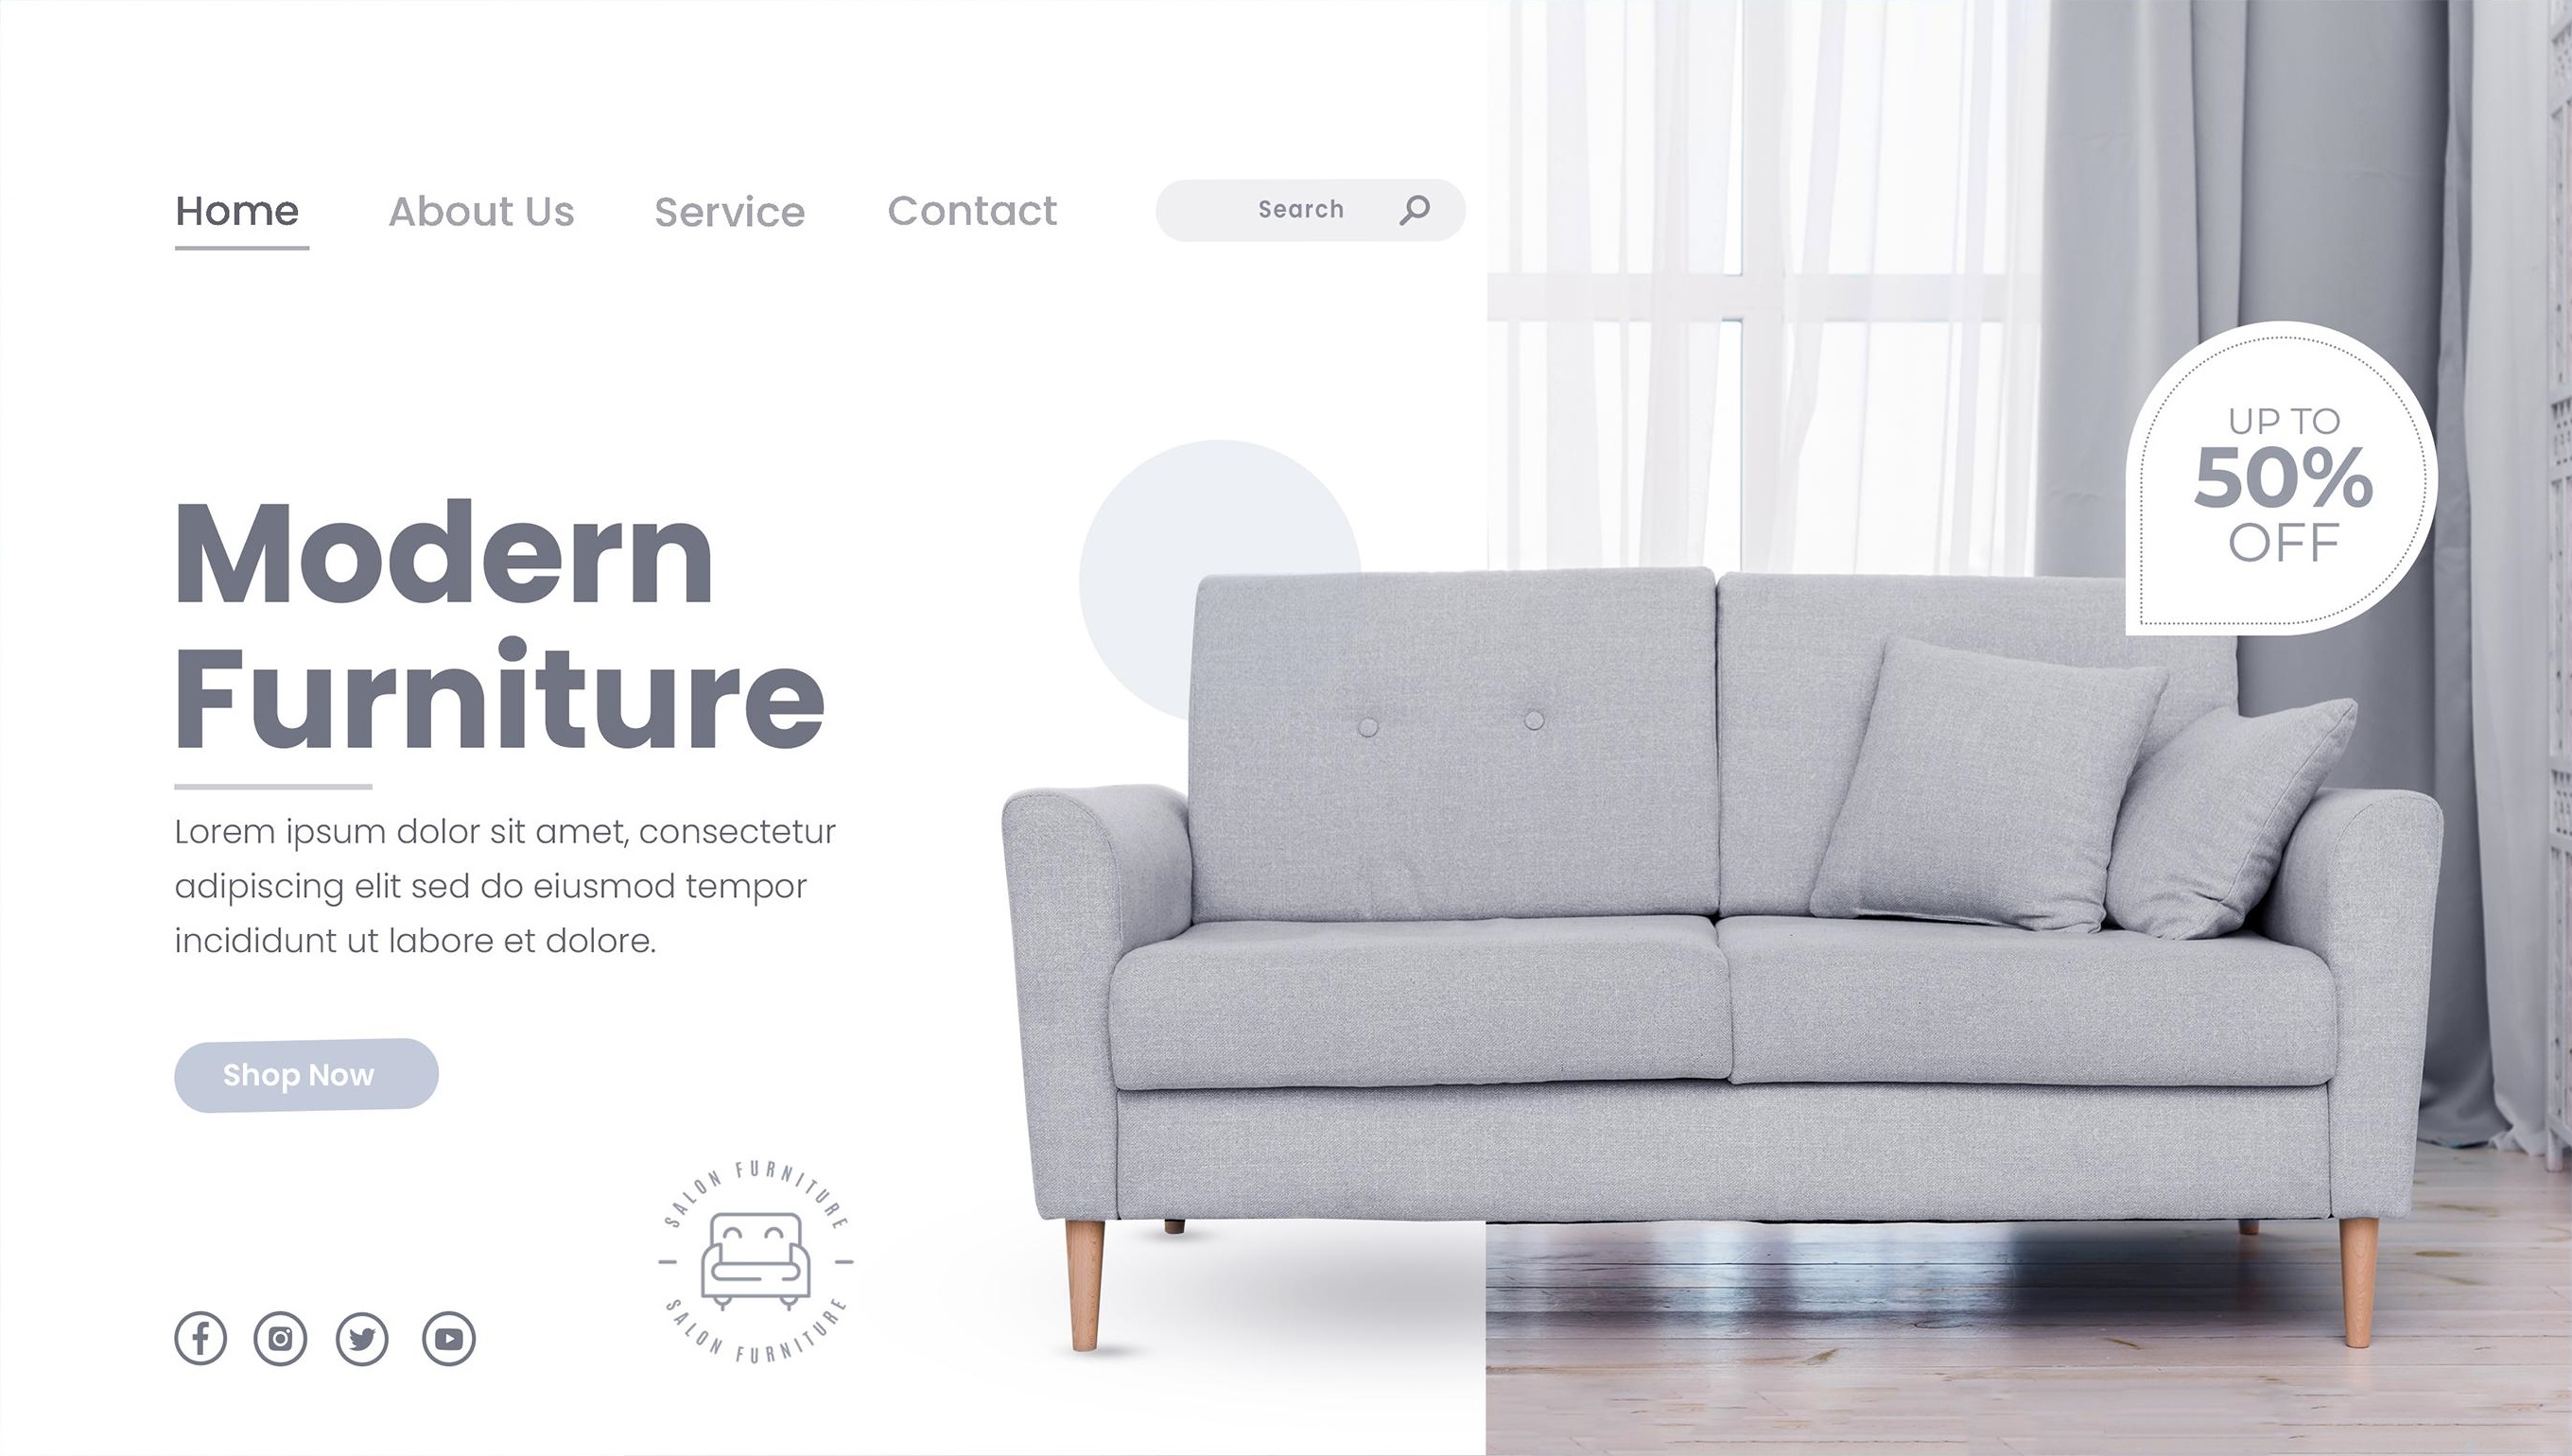 Home
About Us
Service
Contact
Search
UP TO
50%
OFF
Modern
Furniture
Lorem ipsum dolor sit amet, consectetur
adipiscing elit sed do eiusmod tempor
incididunt ut labore et dolore.
Shop Now
SALON FURNITURE
SALON FURNITURE